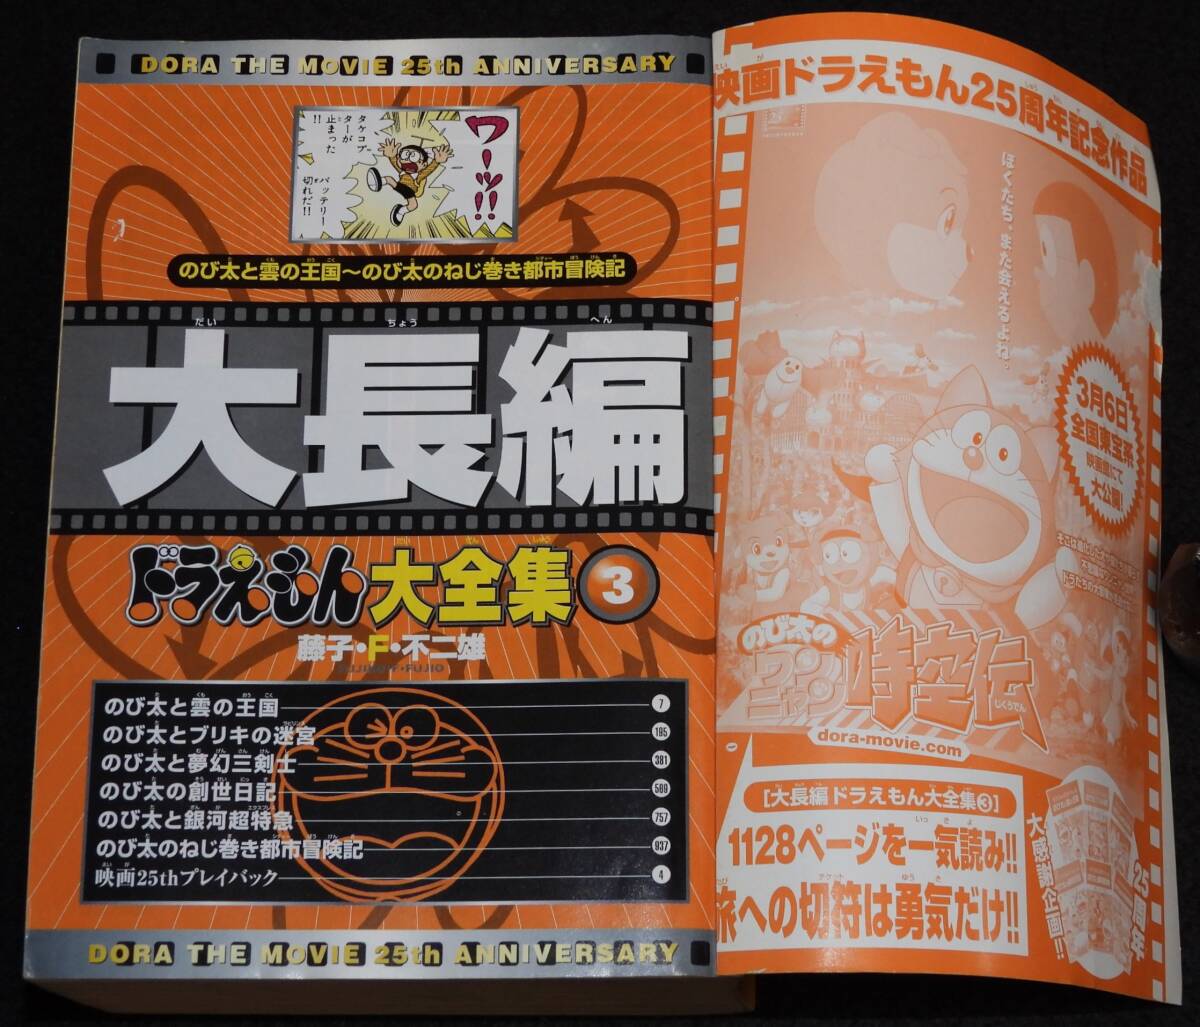 DORA THE MOVIE 25th ANNIVERSARY
ワーッ!!
タケコプターが止まった!!
バッテリー切れだ!!
のび太と雲の王国～のび太のねじ巻き都市冒険記
大長編
ドラえもん大全集3
藤子・F・不二雄
のび太と雲の王国 7
のび太とブリキの迷宮 195
のび太と夢幻三剣士 381
のび太の創世日記 569
のび太と銀河超特急 757
のび太のねじ巻き都市冒険記 937
映画25thプレイバック 4
DORA THE MOVIE 25th ANNIVERSARY
映画ドラえもん25周年記念作品
ぼくたち、また会えるよね。
3月6日
全国東宝系
映画館にて
大公開!
のび太の
ワンニャン時空伝
dora-movie.com
[大長編 ドラえもん大全集❸]
1128ページを一気読み!!
旅への切符は勇気だけ!!
25周年
大感謝企画!!